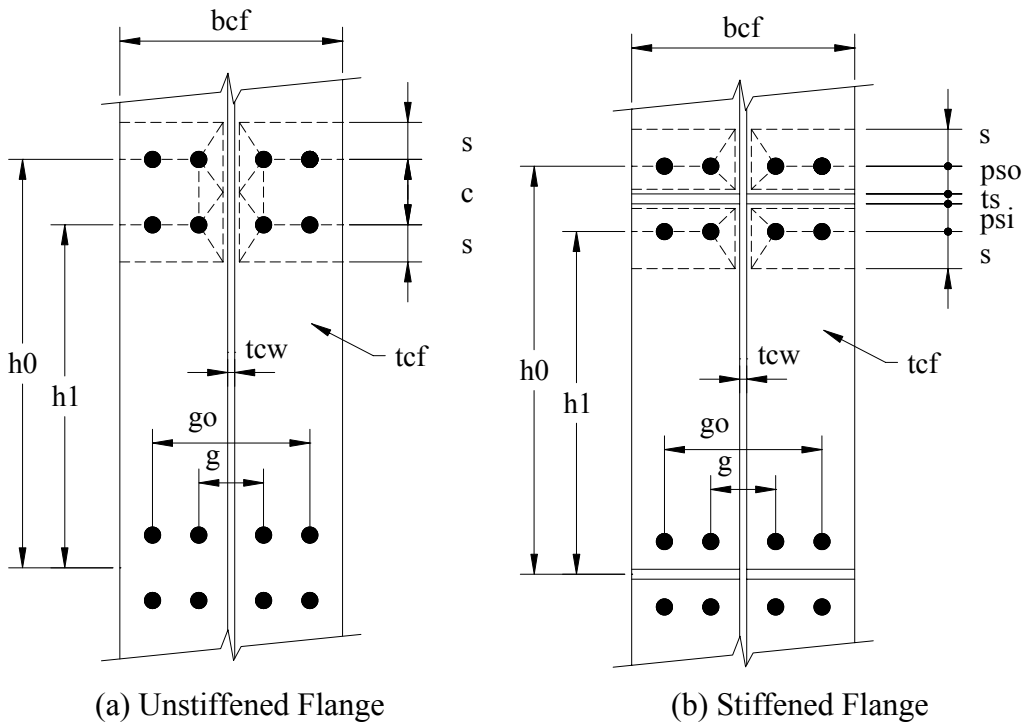 bcf
s
c
s
h0
h1
tcw
tcf
go
g
(a) Unstiffened Flange
bcf
s
pso
ts
psi
s
h0
h1
tcw
tcf
go
g
(b) Stiffened Flange